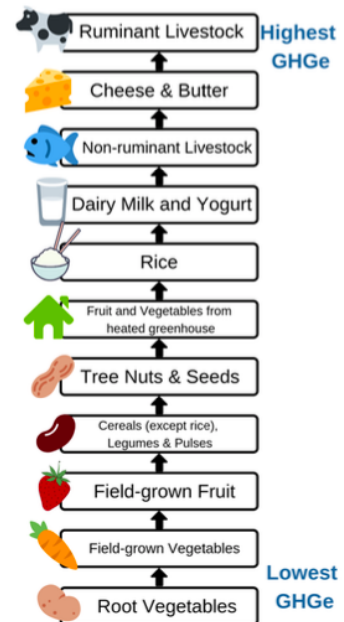 Ruminant Livestock
Highest
GHGe
Cheese & Butter
Non-ruminant Livestock
Dairy Milk and Yogurt
Rice
Fruit and Vegetables from
heated greenhouse
Tree Nuts & Seeds
Cereals (except rice),
Legumes & Pulses
Field-grown Fruit
Field-grown Vegetables
Lowest
GHGe
Root Vegetables